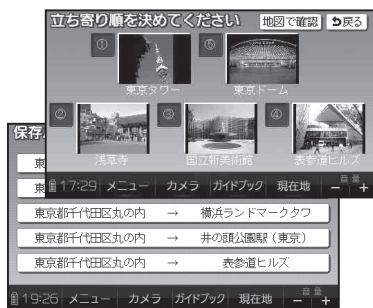 立ち寄り順を決めてください 地図で確認 戻る
① ⑤
東京タワー 東京ドーム
② ③ ④
浅草寺 国立新美術館 表参道ヒルズ
17:29 メニュー カメラ ガイドブック 現在地 音量 − +
保存
東
東
東京都千代田区丸の内 → 横浜ランドマークタワ
東京都千代田区丸の内 → 井の頭公園駅(東京)
東京都千代田区丸の内 → 表参道ヒルズ
19:26 メニュー カメラ ガイドブック 現在地 音量 − +